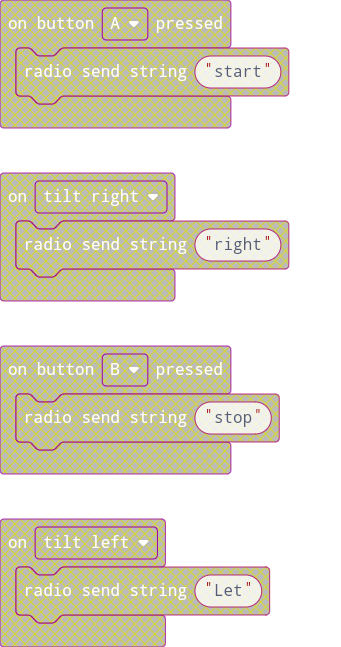 on button A pressed
radio send string "start"
on tilt right
radio send string "right"
on button B pressed
radio send string "stop"
on tilt left
radio send string "Let"